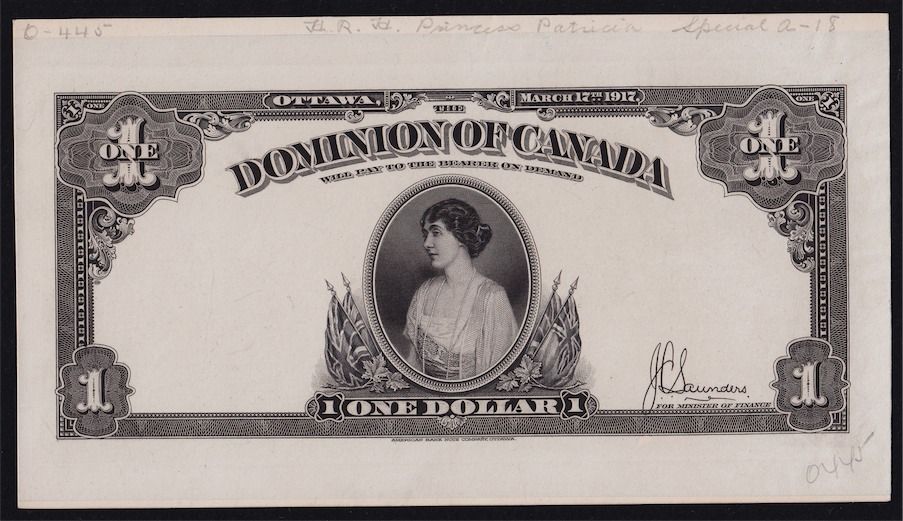 0-445 H. R. H. Princess Patricia Special A-18
OTTAWA, MARCH 17TH 1917
ONE ONE
THE
1 ONE 1 ONE
DOMINION OF CANADA
WILL PAY TO THE BEARER ON DEMAND
J.C. Saunders
FOR MINISTER OF FINANCE
1 1
1 ONE DOLLAR 1
AMERICAN BANK NOTE COMPANY, OTTAWA.
0445